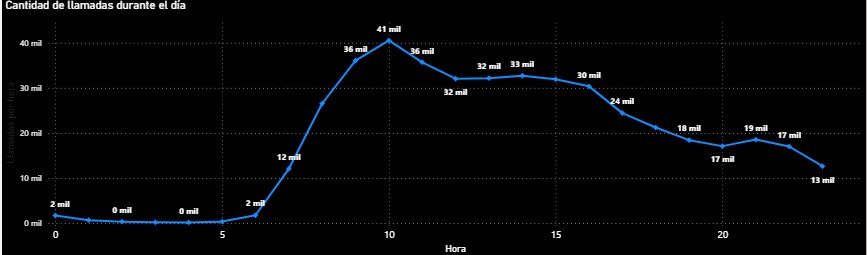 Cantidad de llamadas durante el día
40 mil
30 mil
20 mil
10 mil
0 mil
Llamadas por hora
2 mil
0 mil
0 mil
2 mil
12 mil
36 mil
41 mil
36 mil
32 mil
32 mil
33 mil
30 mil
24 mil
18 mil
17 mil
19 mil
17 mil
13 mil
0
5
10
15
20
Hora